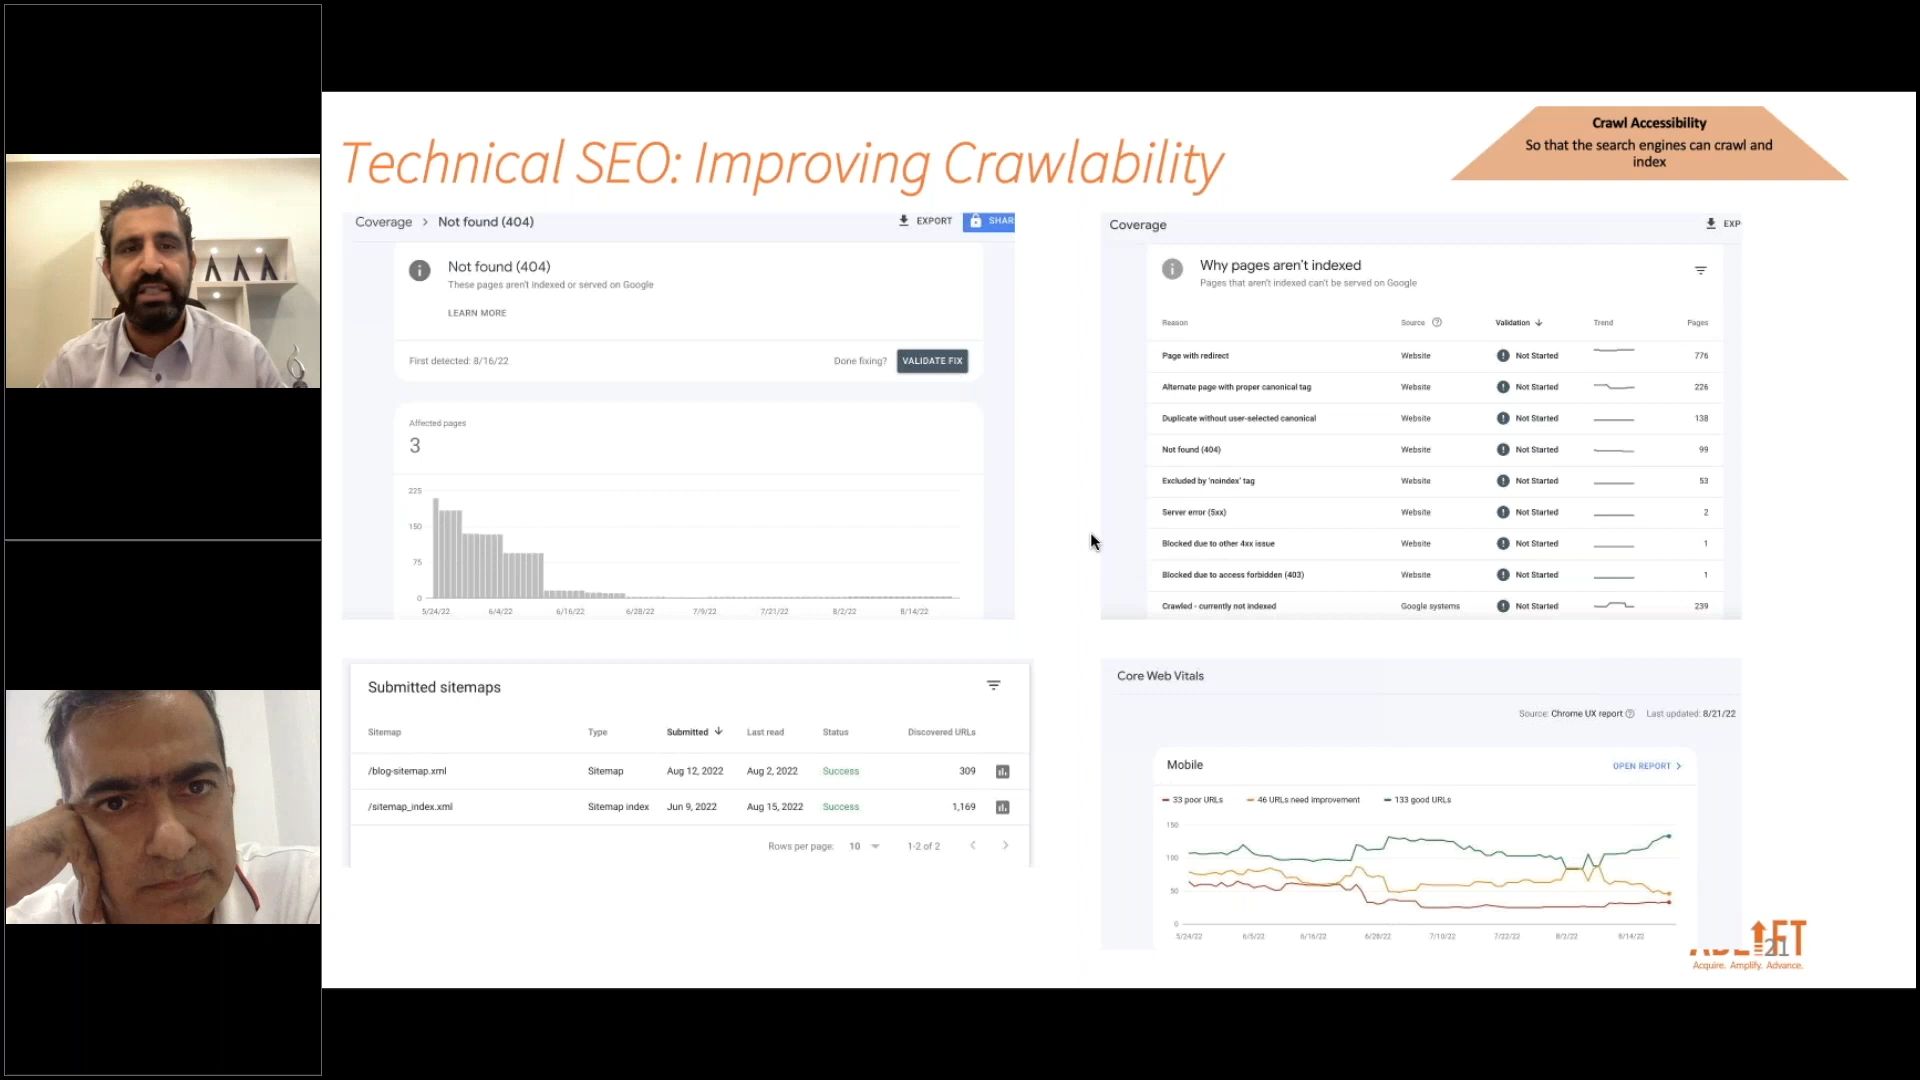 Technical SEO: Improving Crawlability
Crawl Accessibility
So that the search engines can crawl and
index
Coverage > Not found (404)
EXPORT
SHAR
Not found (404)
These pages aren't indexed or served on Google
LEARN MORE
First detected: 8/16/22
Done fixing?
VALIDATE FIX
Affected pages
3
225
150
75
0
5/24/22 6/4/22 6/16/22 6/28/22 7/9/22 7/21/22 8/2/22 8/14/22
Coverage
EXP
Why pages aren't indexed
Pages that aren't indexed can't be served on Google
Reason Source Validation Trend Pages
Page with redirect Website Not Started 776
Alternate page with proper canonical tag Website Not Started 226
Duplicate without user-selected canonical Website Not Started 138
Not found (404) Website Not Started 99
Excluded by 'noindex' tag Website Not Started 53
Server error (5xx) Website Not Started 2
Blocked due to other 4xx issue Website Not Started 1
Blocked due to access forbidden (403) Website Not Started 1
Crawled - currently not indexed Google systems Not Started 239
Submitted sitemaps
Sitemap Type Submitted Last read Status Discovered URLs
/blog-sitemap.xml Sitemap Aug 12, 2022 Aug 2, 2022 Success 309
/sitemap_index.xml Sitemap index Jun 9, 2022 Aug 15, 2022 Success 1,169
Rows per page: 10 1-2 of 2
Core Web Vitals
Source: Chrome UX report Last updated: 8/21/22
Mobile
OPEN REPORT >
33 poor URLs 46 URLs need improvement 133 good URLs
150
100
50
0
5/24/22 6/5/22 6/16/22 6/28/22 7/10/22 7/22/22 8/2/22 8/14/22
21
Acquire. Amplify. Advance.